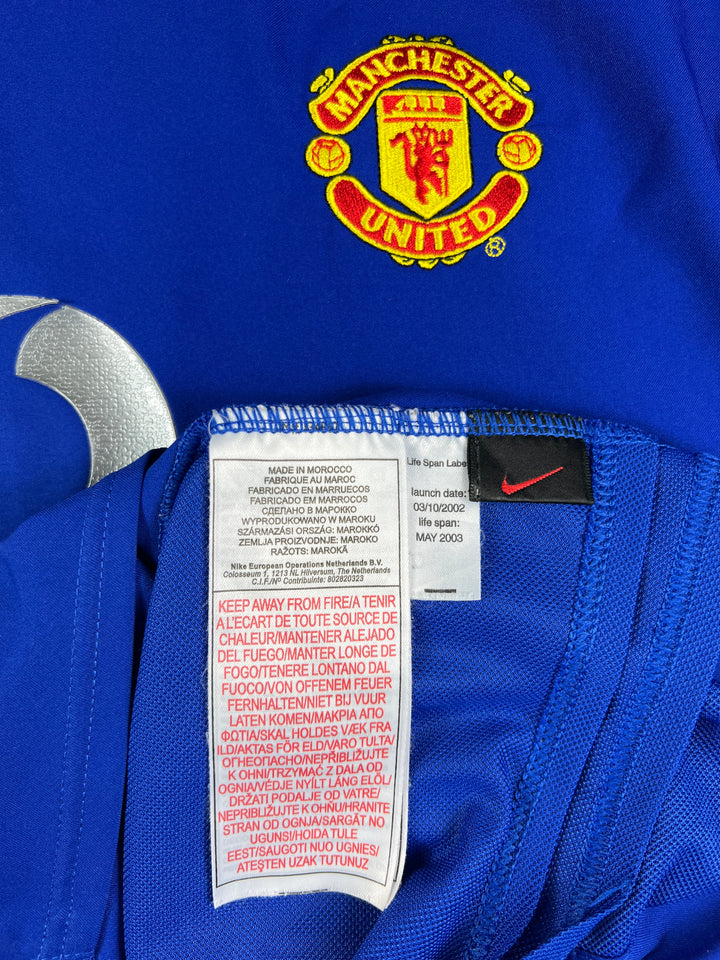 MANCHESTER
UNITED
®
MADE IN MOROCCO
FABRIQUE AU MAROC
FABRICADO EN MARRUECOS
FABRICADO EM MARROCOS
СДЕЛАНО В МАРОККО
WYPRODUKOWANO W MAROKU
SZÁRMAZÁSI ORSZÁG: MAROKKÓ
ZEMLJA PROIZVODNJE: MAROKO
RAŽOTS: MAROKĀ
Nike European Operations Netherlands B.V.
Colosseum 1, 1213 NL Hilversum, The Netherlands
C.I.F./Nº Contribuinte: 802820323
KEEP AWAY FROM FIRE/A TENIR
A L'ECART DE TOUTE SOURCE DE
CHALEUR/MANTENER ALEJADO
DEL FUEGO/MANTER LONGE DE
FOGO/TENERE LONTANO DAL
FUOCO/VON OFFENEM FEUER
FERNHALTEN/NIET BIJ VUUR
LATEN KOMEN/ΜΑΚΡΙΑ ΑΠΟ
ΦΩΤΙΑ/SKAL HOLDES VÆK FRA
ILD/AKTAS FÖR ELD/VARO TULTA/
ОГНЕОПАСНО/NEPŘIBLIŽUJTE
K OHNI/TRZYMAĆ Z DALA OD
OGNIA/VÉDJE NYÍLT LÁNG ELŐL/
DRŽATI PODALJE OD VATRE/
NEPRIBLIŽUJTE K OHŇU/HRANITE
STRAN OD OGNJA/SARGĀT NO
UGUNSI/HOIDA TULE
EEST/SAUGOTI NUO UGNIES/
ATEŞTEN UZAK TUTUNUZ
Life Span Labe
launch date:
03/10/2002
life span:
MAY 2003